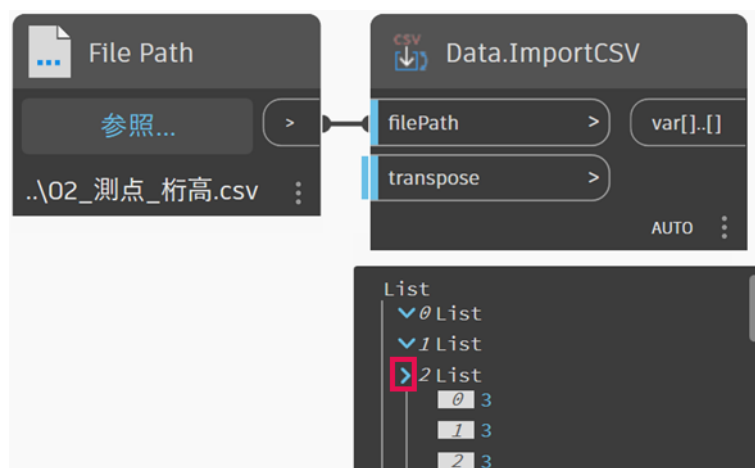 File Path
参照...
>
..\02_測点_桁高.csv
CSV
Data.ImportCSV
filePath >
var[]..[]
transpose >
AUTO
List
0 List
1 List
2 List
0 3
1 3
2 3